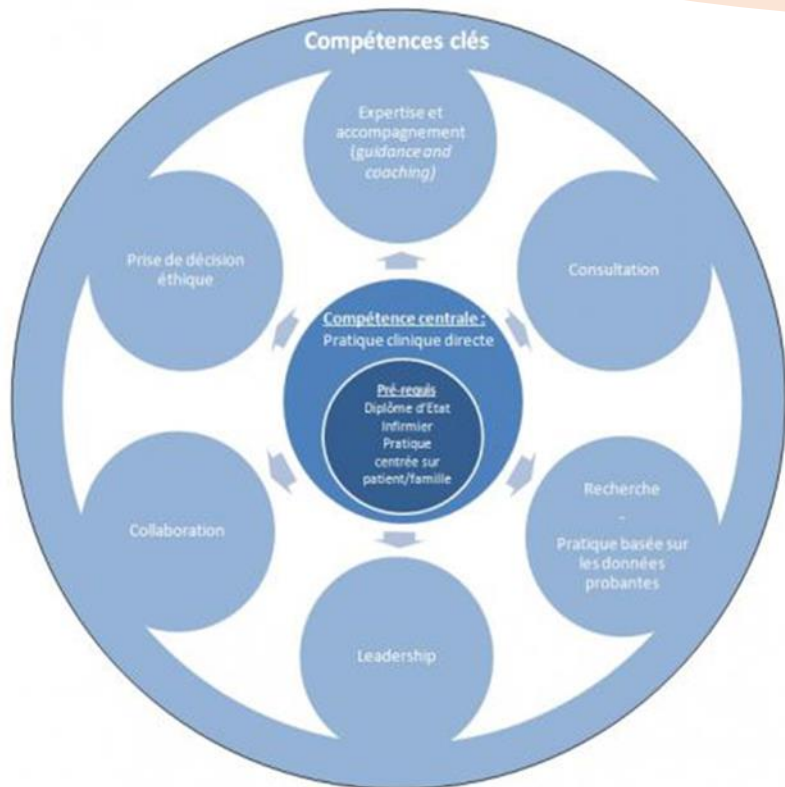 Compétences clés
Expertise et
accompagnement
(guidance and
coaching)
Prise de décision
éthique
Consultation
Compétence centrale :
Pratique clinique directe
Pré-requis
Diplôme d'Etat
Infirmier
Pratique
centrée sur
patient/famille
Collaboration
Recherche
-
Pratique basée sur
les données
probantes
Leadership